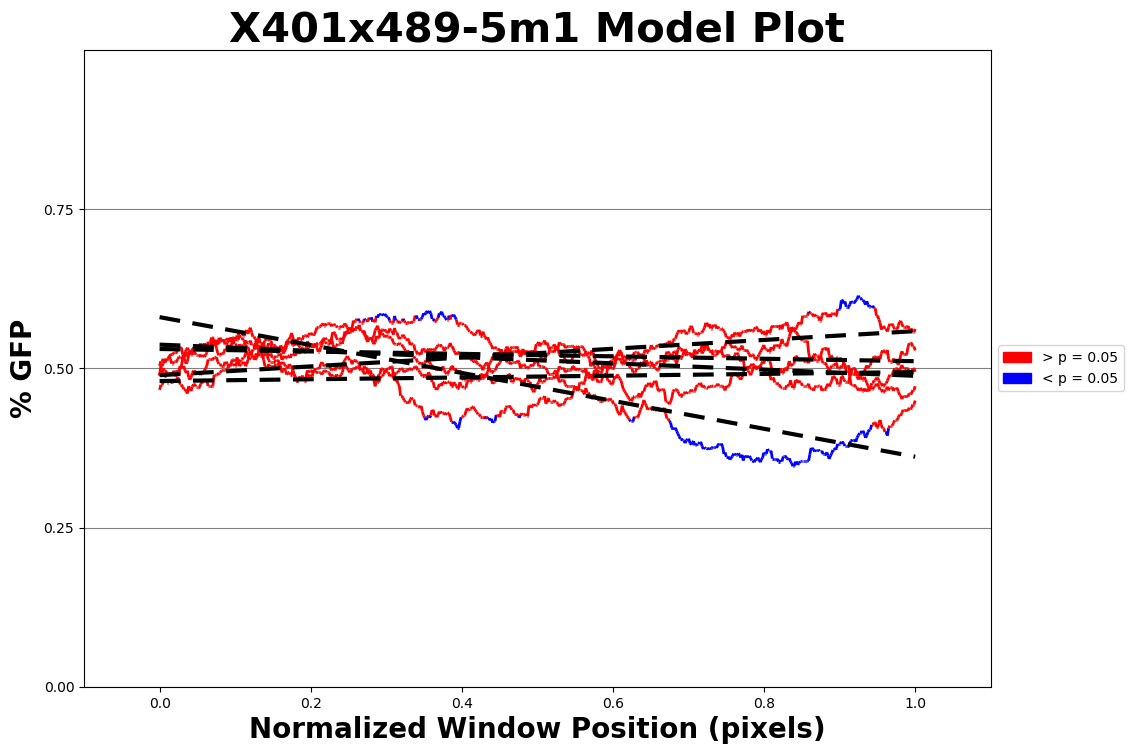 X401x489-5m1 Model Plot
% GFP
0.75
0.50
0.25
0.00
0.0 0.2 0.4 0.6 0.8 1.0
Normalized Window Position (pixels)
> p = 0.05
< p = 0.05